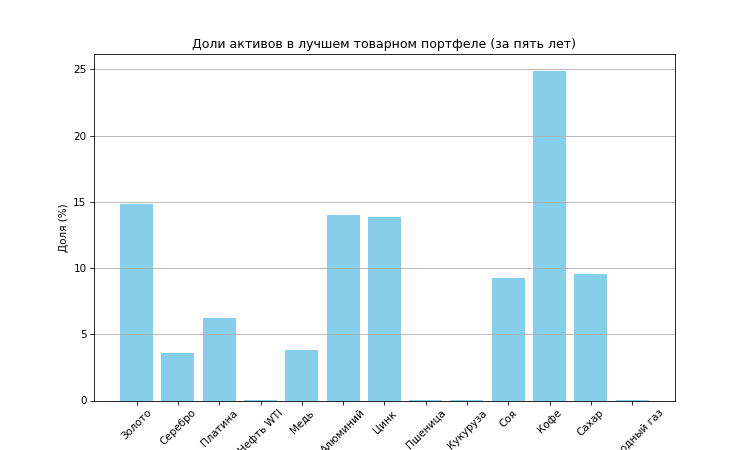 Доли активов в лучшем товарном портфеле (за пять лет)
Доля (%)
25
20
15
10
5
0
Золото
Серебро
Платина
Нефть WTI
Медь
Алюминий
Цинк
Пшеница
Кукуруза
Соя
Кофе
Сахар
газ